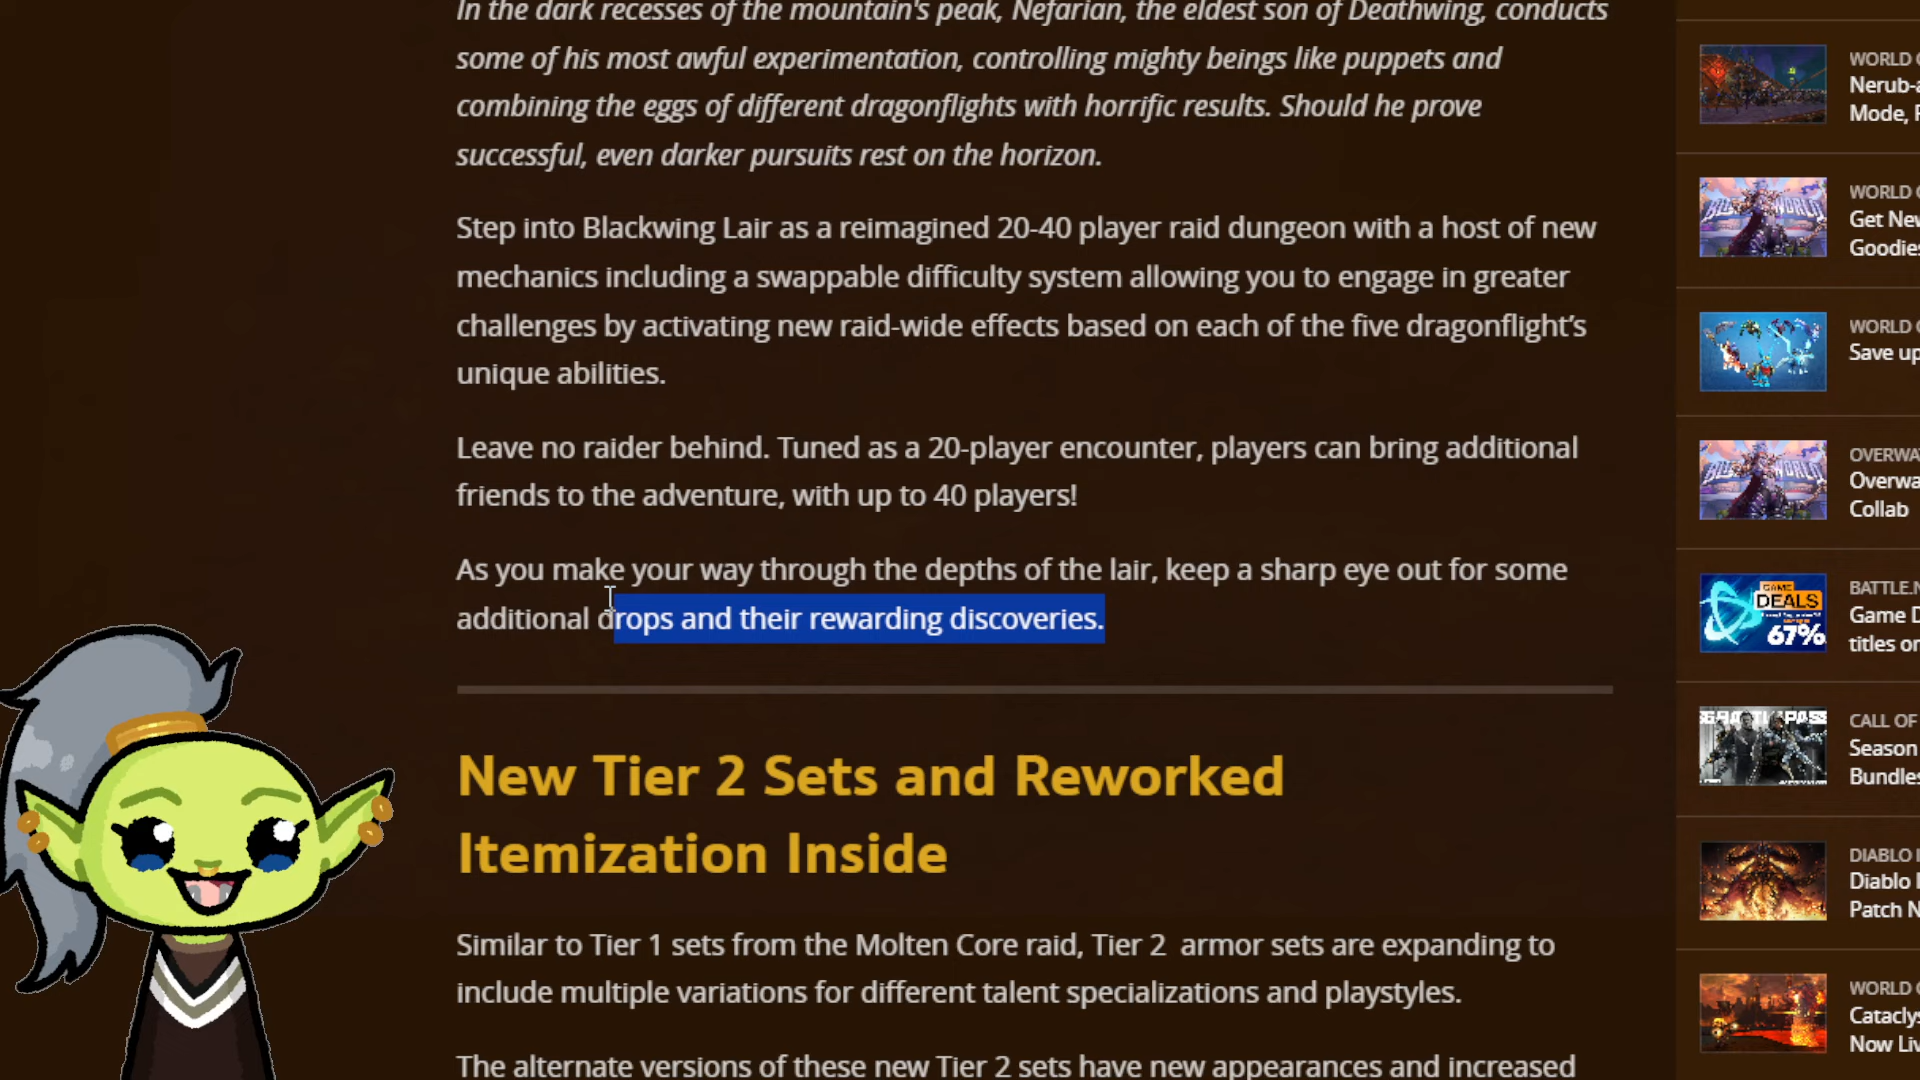 In the dark recesses of the mountain's peak, Nefarian, the eldest son of Deathwing, conducts
some of his most awful experimentation, controlling mighty beings like puppets and
combining the eggs of different dragonflights with horrific results. Should he prove
successful, even darker pursuits rest on the horizon.
Step into Blackwing Lair as a reimagined 20-40 player raid dungeon with a host of new
mechanics including a swappable difficulty system allowing you to engage in greater
challenges by activating new raid-wide effects based on each of the five dragonflight’s
unique abilities.
Leave no raider behind. Tuned as a 20-player encounter, players can bring additional
friends to the adventure, with up to 40 players!
As you make your way through the depths of the lair, keep a sharp eye out for some
additional drops and their rewarding discoveries.
New Tier 2 Sets and Reworked
Itemization Inside
Similar to Tier 1 sets from the Molten Core raid, Tier 2 armor sets are expanding to
include multiple variations for different talent specializations and playstyles.
The alternate versions of these new Tier 2 sets have new appearances and increased
WORLD
Nerub-a
Mode,
WORLD
Get New
Goodies
WORLD
Save up
OVERWA
Overwa
Collab
GAME
DEALS
67%
BATTLE.N
Game D
titles on
CALL OF
Season
Bundles
DIABLO
Diablo
Patch N
WORLD
Cataclys
Now Liv